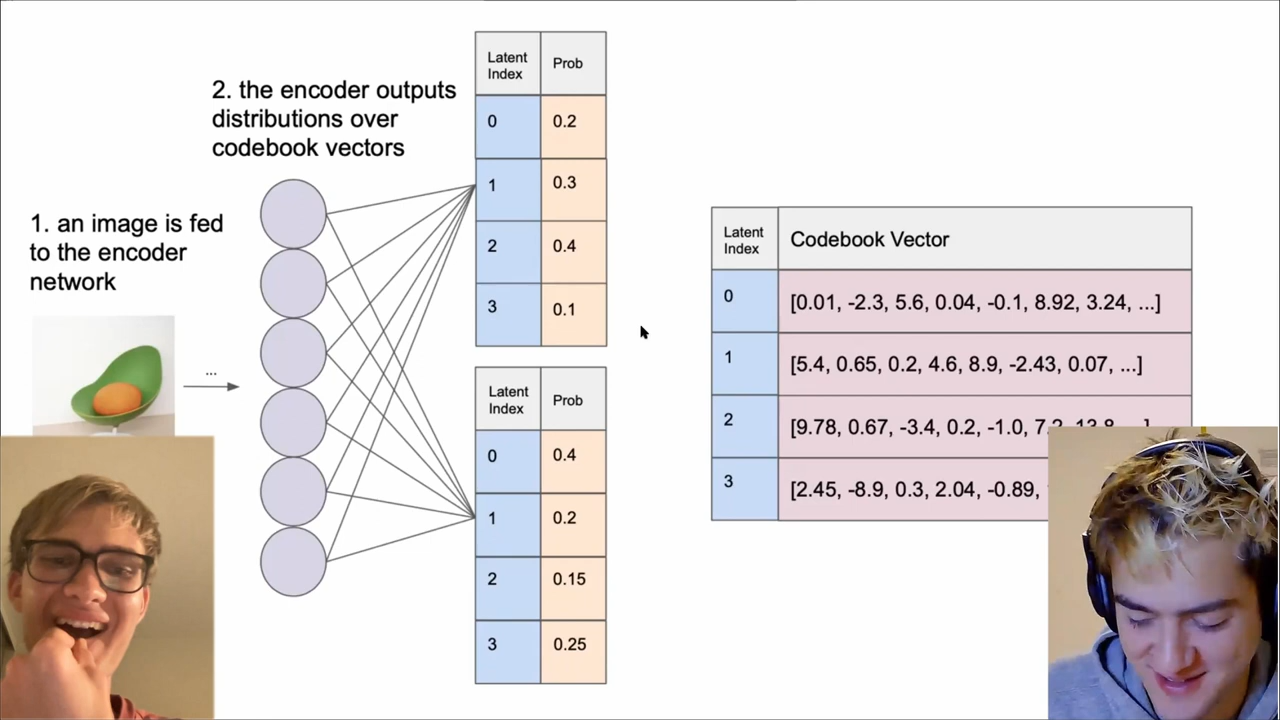 1. an image is fed
to the encoder
network
...
2. the encoder outputs
distributions over
codebook vectors
Latent Index Prob
0 0.2
1 0.3
2 0.4
3 0.1
Latent Index Prob
0 0.4
1 0.2
2 0.15
3 0.25
Latent Index Codebook Vector
0 [0.01, -2.3, 5.6, 0.04, -0.1, 8.92, 3.24, ...]
1 [5.4, 0.65, 0.2, 4.6, 8.9, -2.43, 0.07, ...]
2 [9.78, 0.67, -3.4, 0.2, -1.0,
3 [2.45, -8.9, 0.3, 2.04, -0.89,